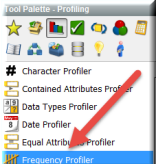 Tool Palette - Profiling
Character Profiler
Contained Attributes Profiler
Data Types Profiler
Date Profiler
Equal Attributes Profiler
Frequency Profiler